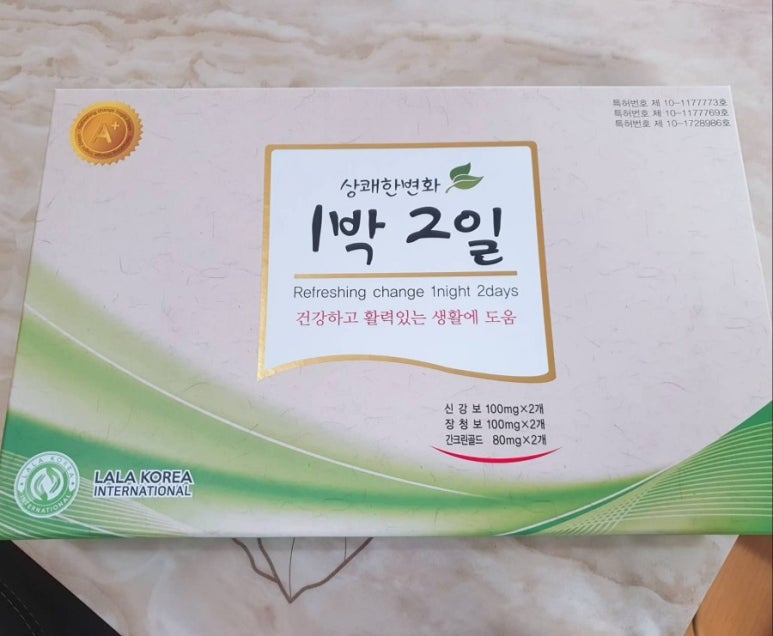 특허번호 제 10-1177773호
특허번호 제 10-1177769호
특허번호 제 10-1728986호
A+
상쾌한변화
1박 2일
Refreshing change 1night 2days
건강하고 활력있는 생활에 도움
신 강 보 100mg×2개
장 청 보 100mg×2개
간크린골드 80mg×2개
LALA KOREA
INTERNATIONAL
LALA KOREA
INTERNATIONAL